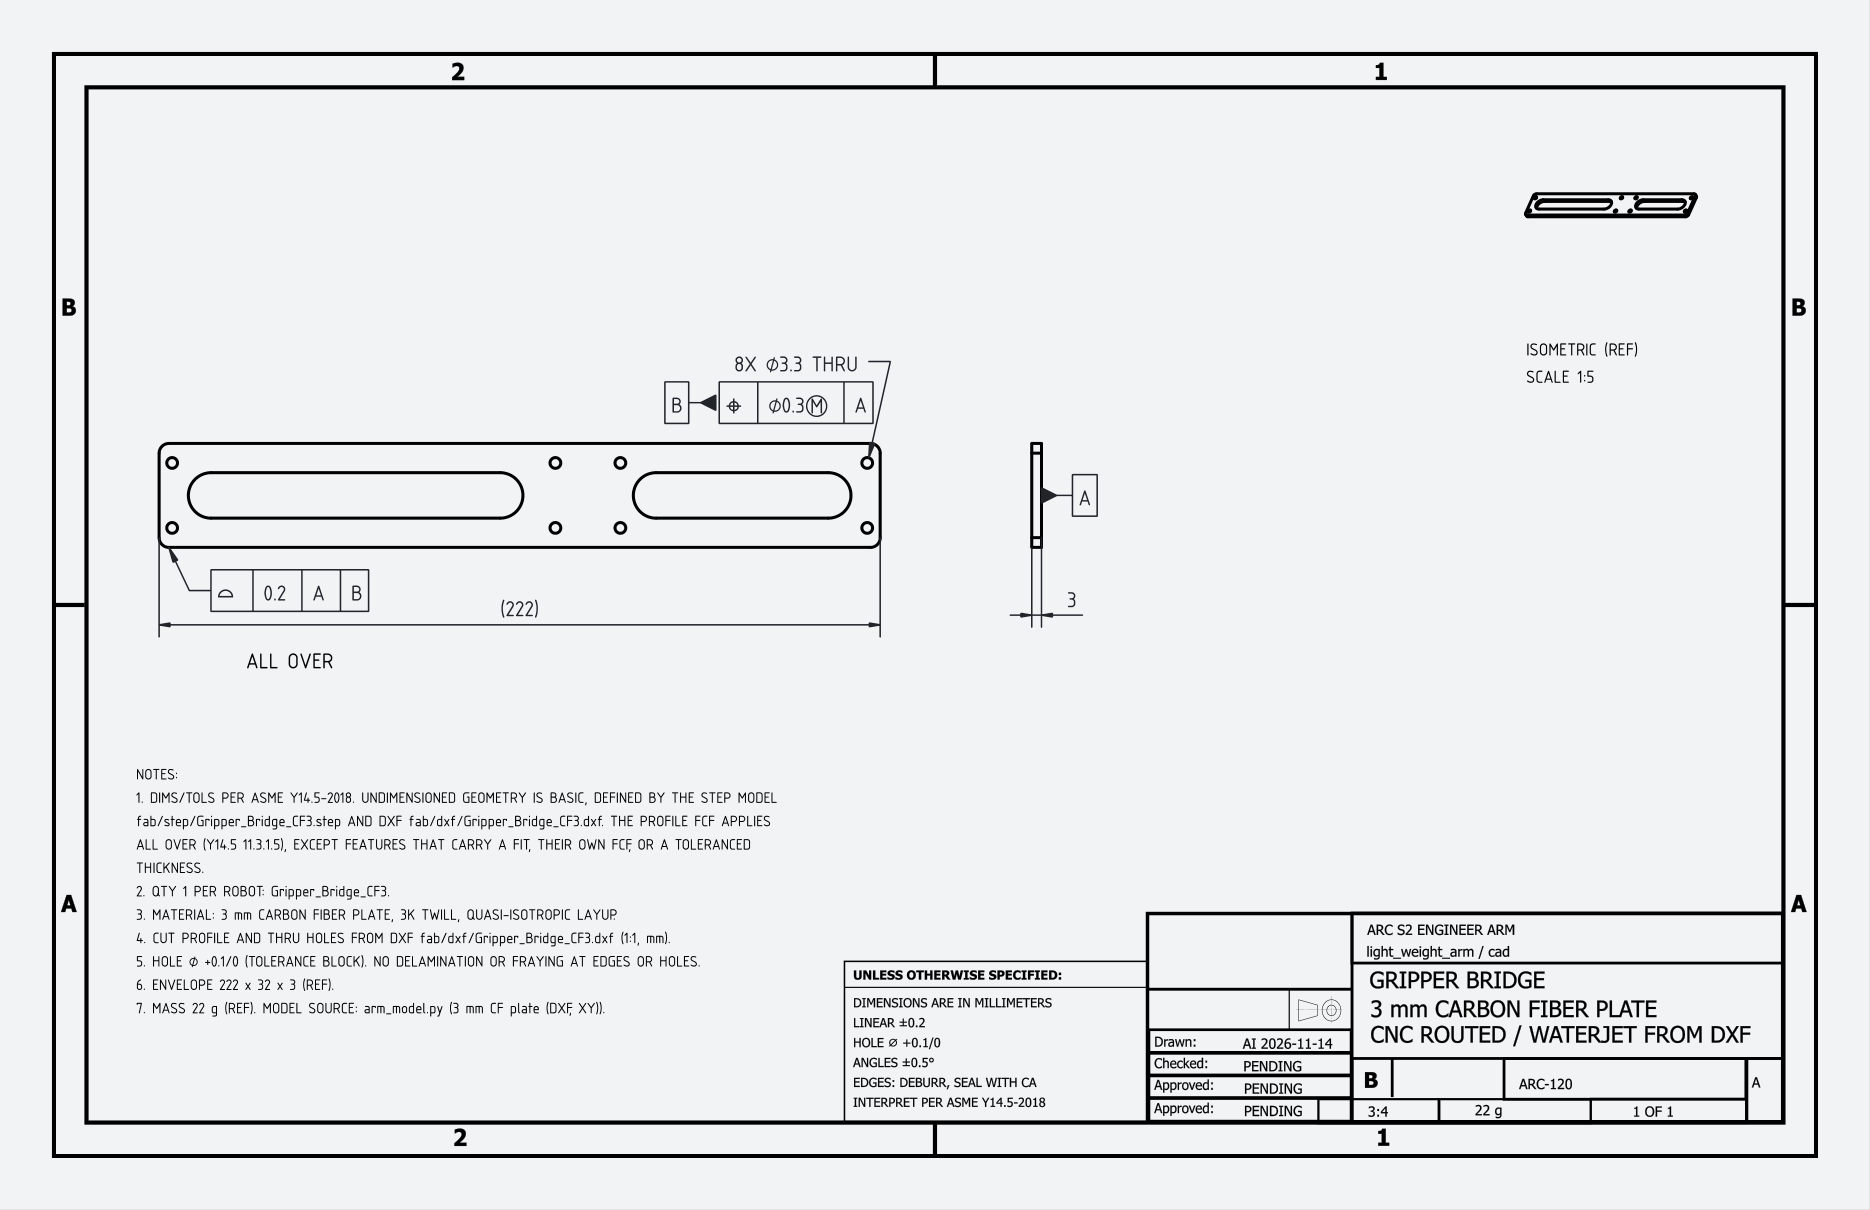 2
1
B
B
ISOMETRIC (REF)
SCALE 1:5
8X ⌀3.3 THRU
B ⌖ ⌀0.3Ⓜ A
A
⌓ 0.2 A B
(222)
3
ALL OVER
NOTES:
1. DIMS/TOLS PER ASME Y14.5-2018. UNDIMENSIONED GEOMETRY IS BASIC, DEFINED BY THE STEP MODEL
fab/step/Gripper_Bridge_CF3.step AND DXF fab/dxf/Gripper_Bridge_CF3.dxf. THE PROFILE FCF APPLIES
ALL OVER (Y14.5 11.3.1.5), EXCEPT FEATURES THAT CARRY A FIT, THEIR OWN FCF, OR A TOLERANCED
THICKNESS.
2. QTY 1 PER ROBOT: Gripper_Bridge_CF3.
3. MATERIAL: 3 mm CARBON FIBER PLATE, 3K TWILL, QUASI-ISOTROPIC LAYUP.
4. CUT PROFILE AND THRU HOLES FROM DXF fab/dxf/Gripper_Bridge_CF3.dxf (1:1, mm).
5. HOLE ⌀ +0.1/0 (TOLERANCE BLOCK). NO DELAMINATION OR FRAYING AT EDGES OR HOLES.
6. ENVELOPE 222 x 32 x 3 (REF).
7. MASS 22 g (REF). MODEL SOURCE: arm_model.py (3 mm CF plate (DXF, XY)).
A
A
UNLESS OTHERWISE SPECIFIED:
DIMENSIONS ARE IN MILLIMETERS
LINEAR ±0.2
HOLE ⌀ +0.1/0
ANGLES ±0.5°
EDGES: DEBURR, SEAL WITH CA
INTERPRET PER ASME Y14.5-2018
Drawn: AI 2026-11-14
Checked: PENDING
Approved: PENDING
Approved: PENDING
ARC S2 ENGINEER ARM
light_weight_arm / cad
GRIPPER BRIDGE
3 mm CARBON FIBER PLATE
CNC ROUTED / WATERJET FROM DXF
B ARC-120 A
3:4 22 g 1 OF 1
2
1